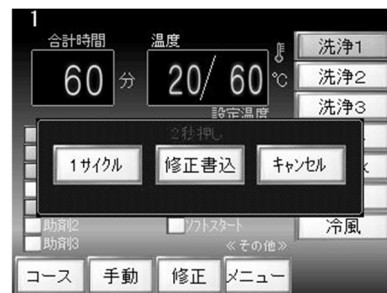 1
合計時間 温度
60 分 20/ 60 ℃
設定温度
洗浄1
洗浄2
洗浄3
2秒押し
1サイクル 修正書込 キャンセル
助剤2 ソフトスタート
助剤3 ≪その他≫
冷風
コース 手動 修正 メニュー